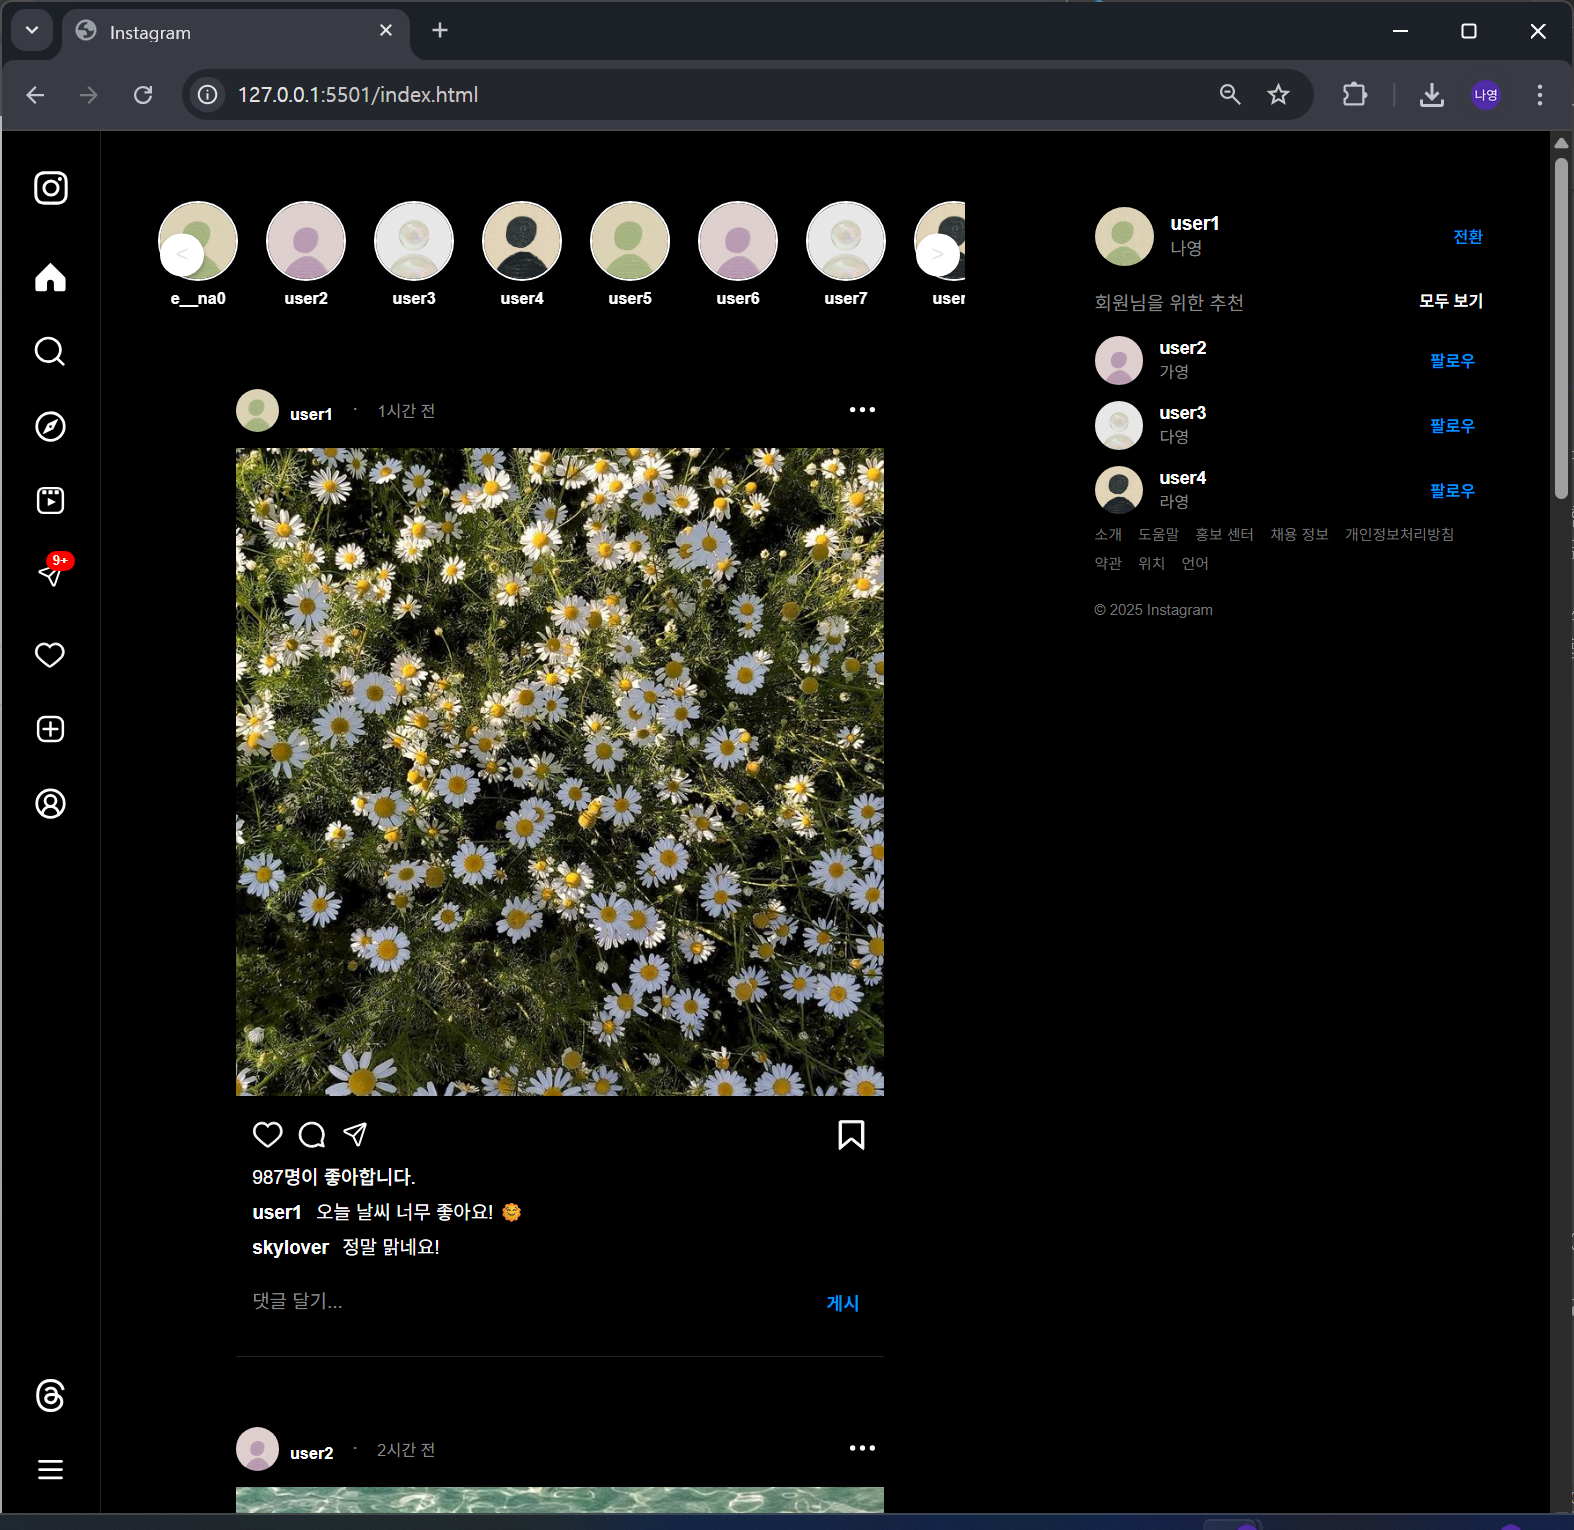 Instagram
127.0.0.1:5501/index.html
나영
9+
< >
e__na0 user2 user3 user4 user5 user6 user7 user
user1 · 1시간 전
987명이 좋아합니다.
user1 오늘 날씨 너무 좋아요! 🌞
skylover 정말 맑네요!
댓글 달기...
게시
user2 · 2시간 전
user1
나영
전환
회원님을 위한 추천
모두 보기
user2
가영
팔로우
user3
다영
팔로우
user4
라영
팔로우
소개 도움말 홍보 센터 채용 정보 개인정보처리방침
약관 위치 언어
© 2025 Instagram